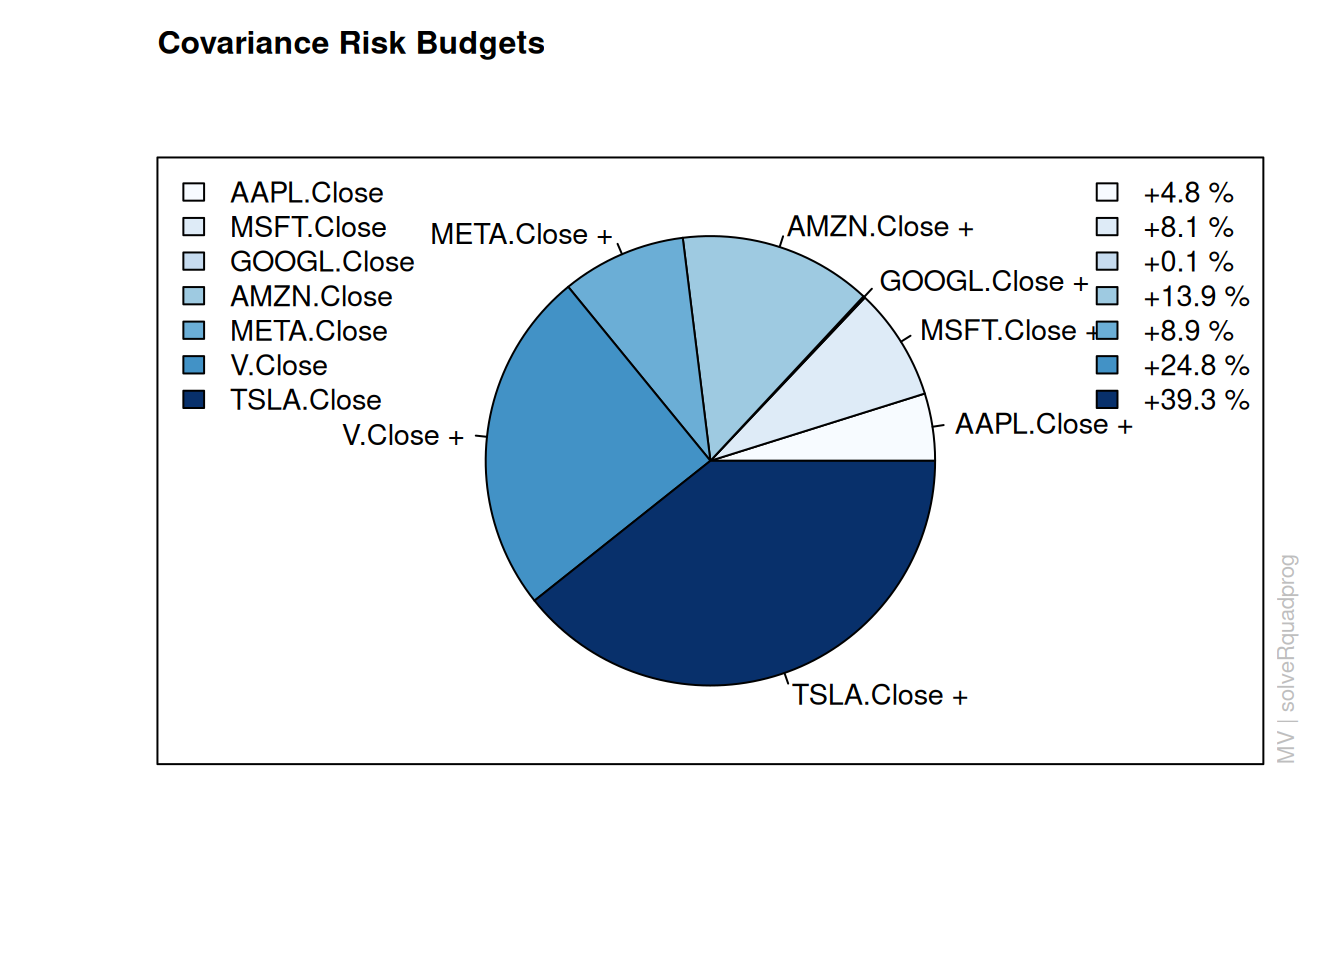 Covariance Risk Budgets
AAPL.Close
MSFT.Close
GOOGL.Close
AMZN.Close
META.Close
V.Close
TSLA.Close
+4.8 %
+8.1 %
+0.1 %
+13.9 %
+8.9 %
+24.8 %
+39.3 %
META.Close +
AMZN.Close +
GOOGL.Close +
MSFT.Close +
AAPL.Close +
V.Close +
TSLA.Close +
MV | solveRquadprog